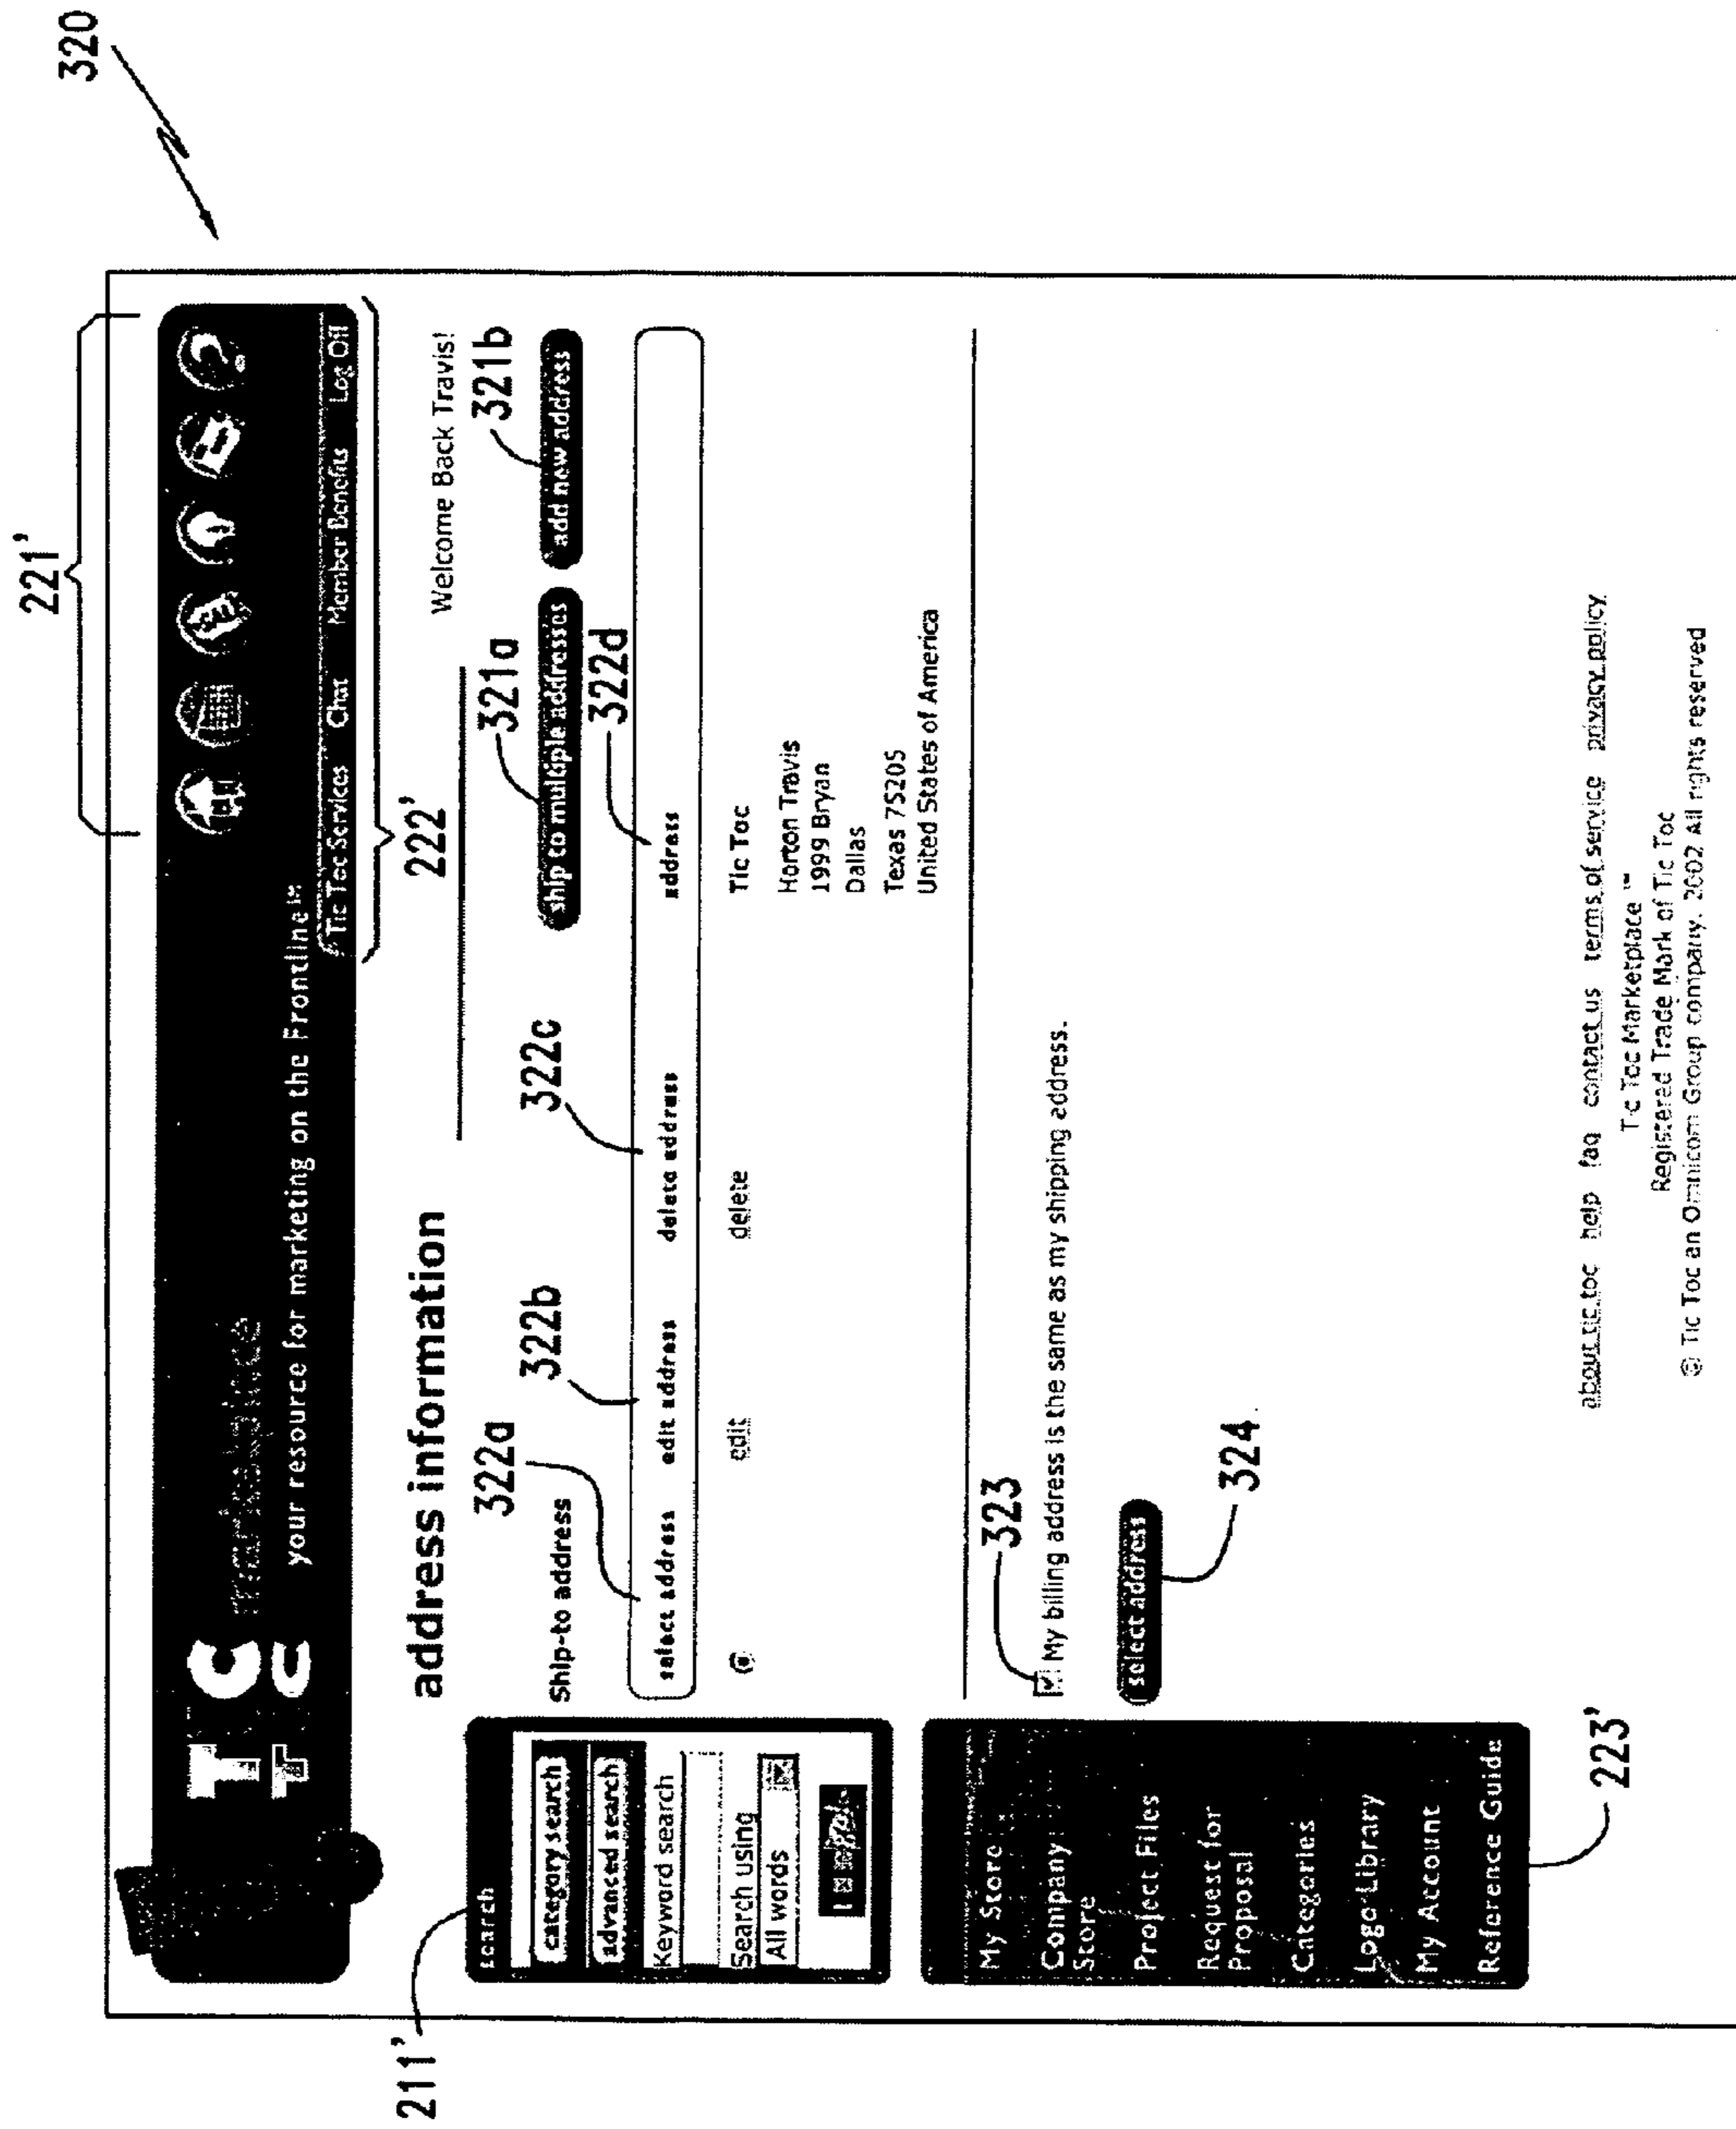 320
221'
TIC
T C
your resource for marketing on the Frontline™
Tic Toc Services Chat Member Benefits Log Off
222'
211'
search
category search
advanced search
Keyword search
Search using
All words
address information
Welcome Back Travis!
321a
321b
Ship-to address
ship to multiple addresses
add new address
322a
322b
322c
322d
select address edit address delete address address
edit delete Tic Toc
Horton Travis
1999 Bryan
Dallas
Texas 75205
United States of America
323
My billing address is the same as my shipping address.
select address
324
My Store
Company
Store
Project Files
Request for
Proposal
Categories
Logo Library
My Account
Reference Guide
223'
about tic toc help faq contact us terms of service privacy policy
Tic Toc Marketplace™
Registered Trade Mark of Tic Toc
© Tic Toc an Omnicom Group company. 2002 All rights reserved